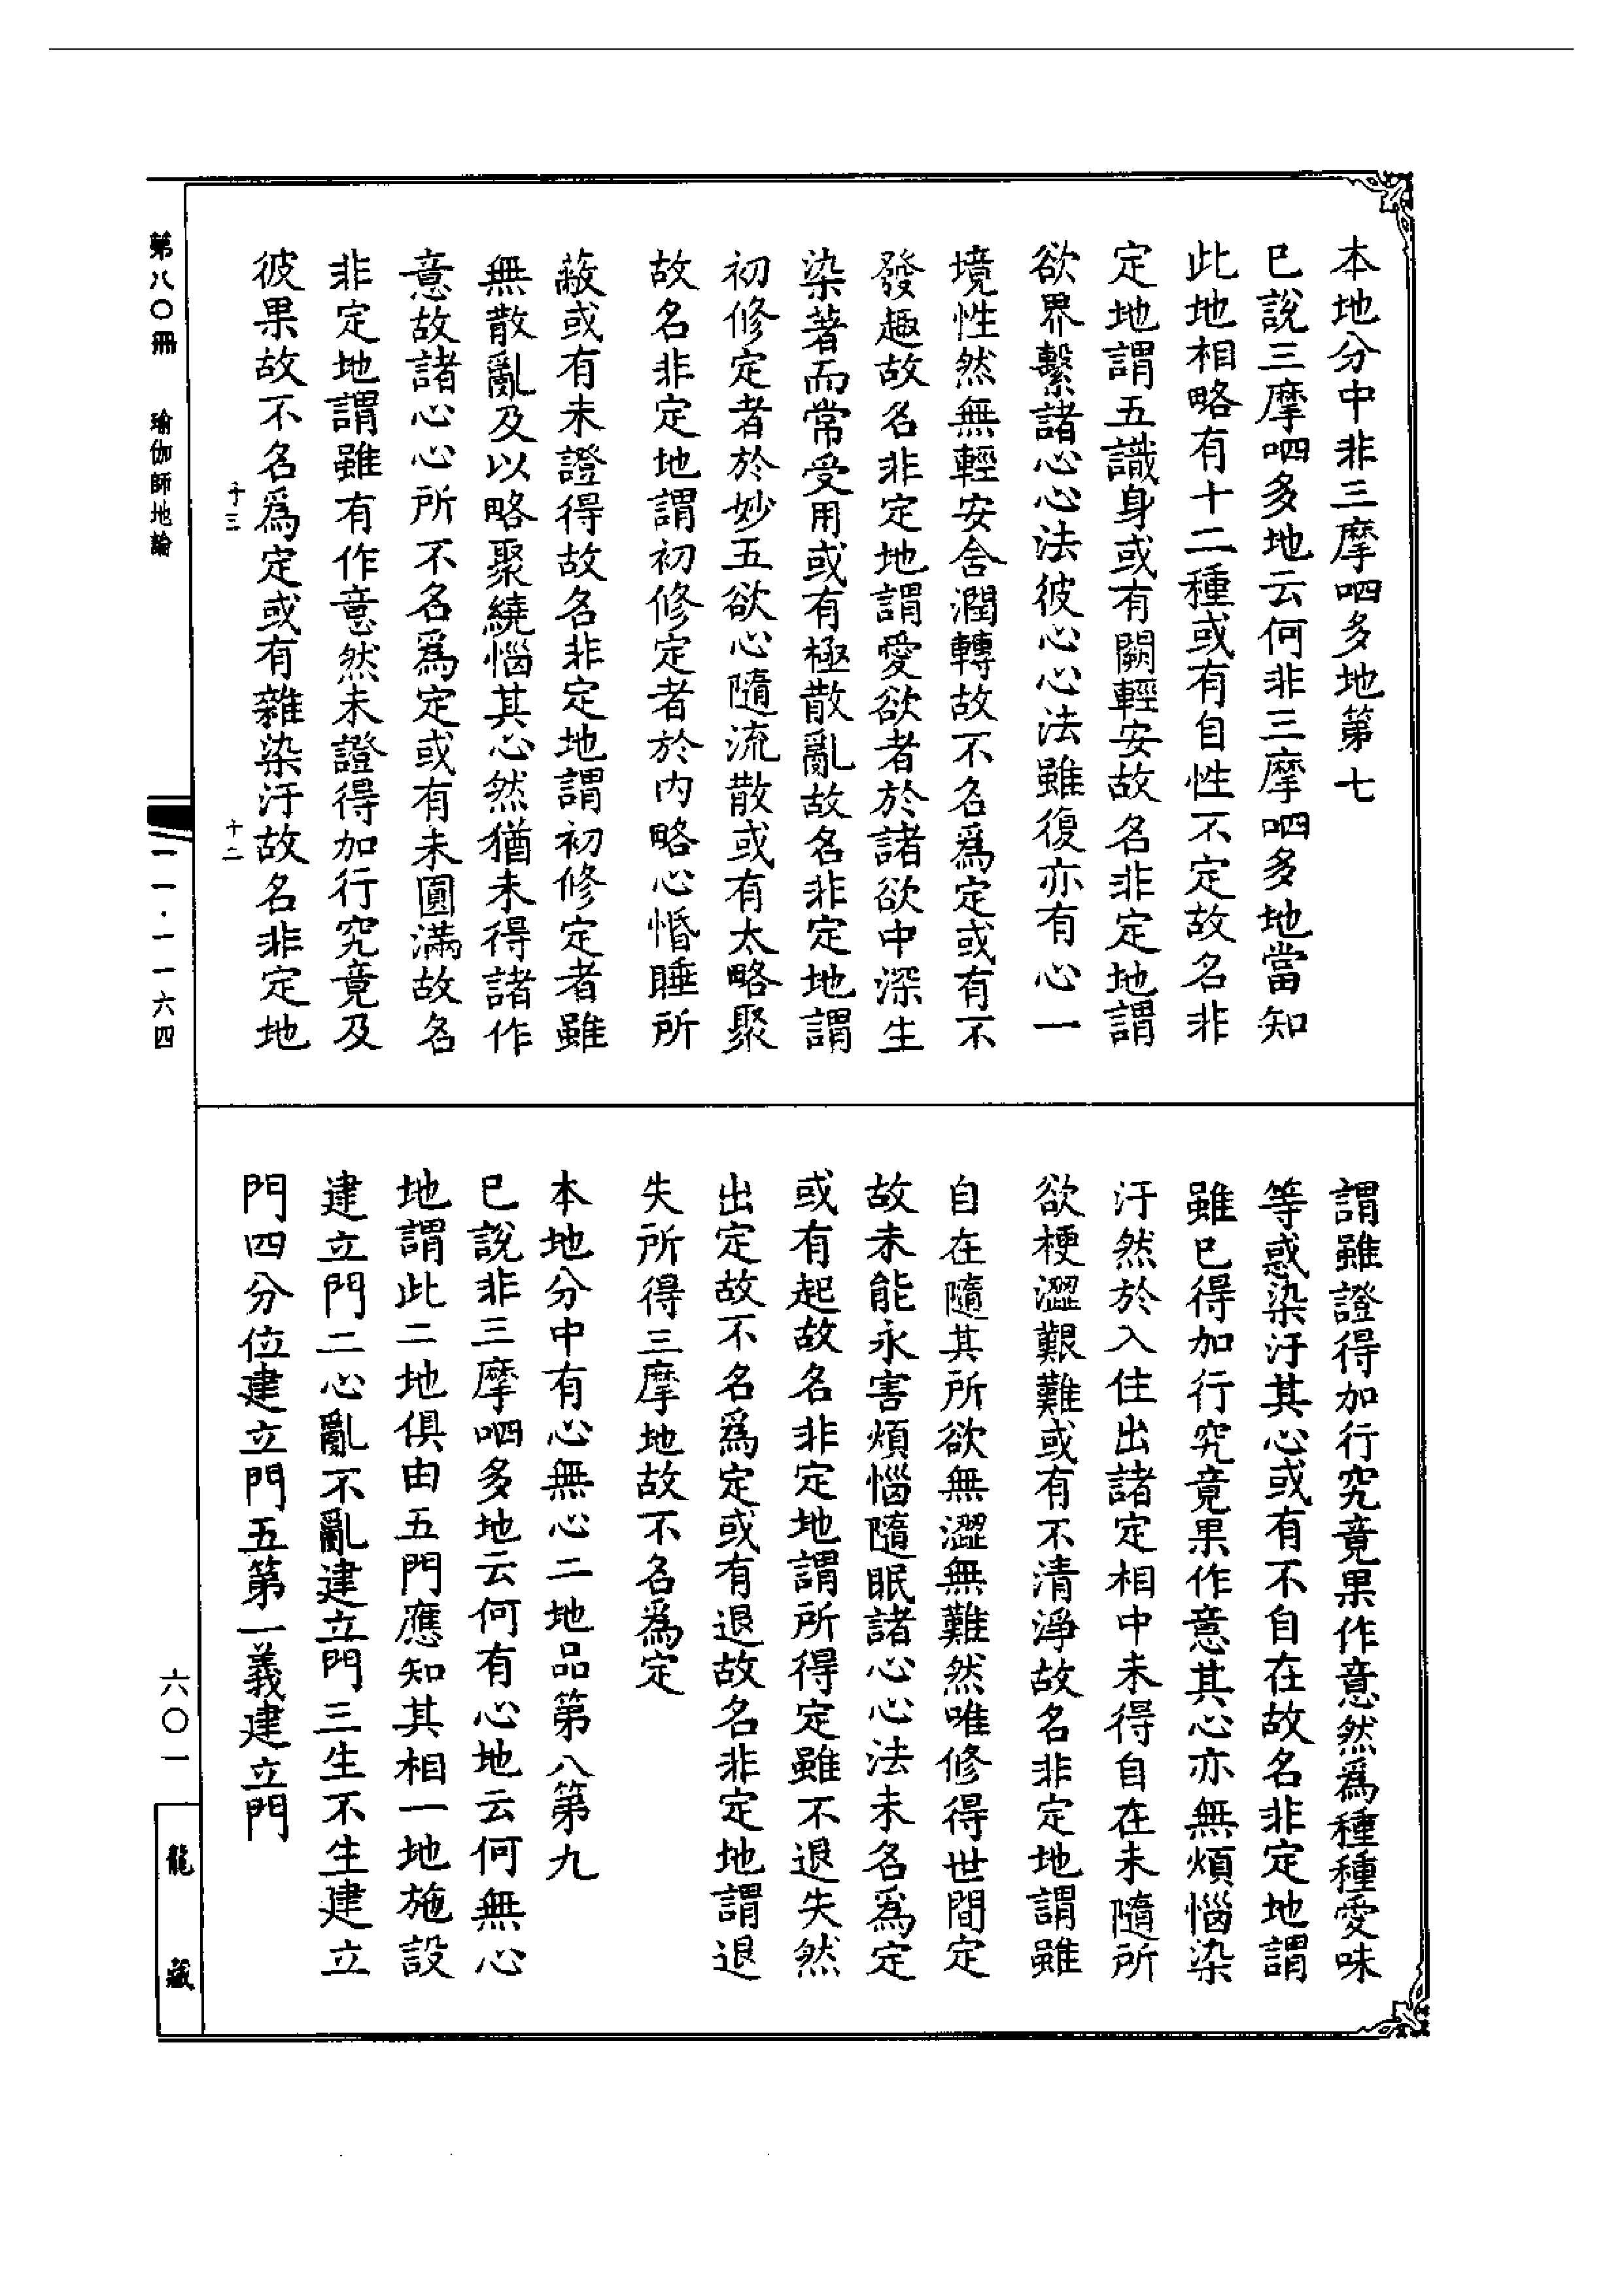 本地分中非三摩呬多地第七
已說三摩呬多地云何非三摩呬多地當知
此地相略有十二種或有自性不定故名非
定地謂五識身或有闕輕安故名非定地謂
欲界繫諸心心法彼心心法雖復亦有心一
境性然無輕安含潤轉故不名爲定或有不
發趣故名非定地謂愛欲者於諸欲中深生
染著而常受用或有極散亂故名非定地謂
初修定者於妙五欲心隨流散或有太略聚
故名非定地謂初修定者於內略心惛睡所
蔽或有未證得故名非定地謂初修定者雖
無散亂及以略聚繞惱其心然猶未得諸作
意故諸心心所不名爲定或有未圓滿故名
非定地謂雖有作意然未證得加行究竟及
彼果故不名爲定或有雜染汙故名非定地
謂雖證得加行究竟果作意然爲種種愛味
等惑染汙其心或有不自在故名非定地謂
雖已得加行究竟果作意其心亦無煩惱染
汙然於入住出諸定相中未得自在未隨所
欲梗澀艱難或有不清淨故名非定地謂雖
自在隨其所欲無澀無難然唯修得世間定
故未能永害煩惱隨眠諸心心法未名爲定
或有起故名非定地謂所得定雖不退失然
出定故不名爲定或有退故名非定地謂退
失所得三摩地故不名爲定
本地分中有心無心二地品第八第九
已說非三摩呬多地云何有心地云何無心
地謂此二地俱由五門應知其相一地施設
建立門二心亂不亂建立門三生不生建立
門四分位建立門五第一義建立門
第八〇冊 瑜伽師地論
一一·一一六四
六〇一
龍藏